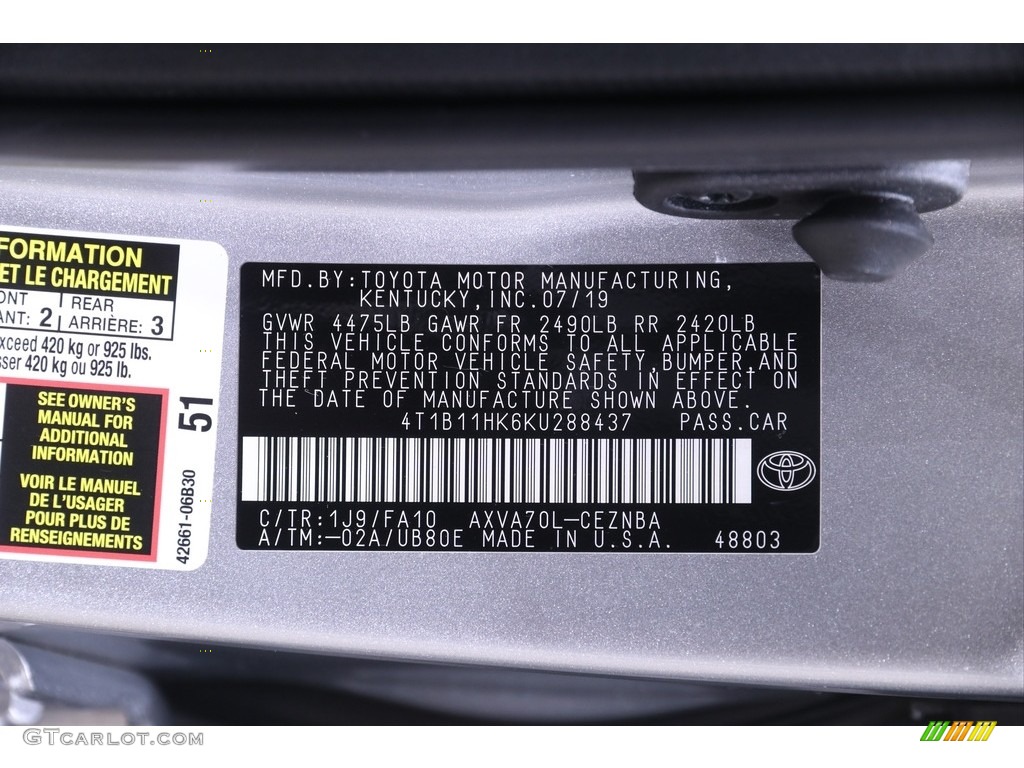 FORMATION
ET LE CHARGEMENT
ONT
ANT: 2
REAR
ARRIÈRE: 3
xceed 420 kg or 925 lbs.
sser 420 kg ou 925 lb.
SEE OWNER'S
MANUAL FOR
ADDITIONAL
INFORMATION
VOIR LE MANUEL
DE L'USAGER
POUR PLUS DE
RENSEIGNEMENTS
51
42661-06B30
MFD.BY:TOYOTA MOTOR MANUFACTURING,
KENTUCKY,INC.07/19
GVWR 4475LB GAWR FR 2490LB RR 2420LB
THIS VEHICLE CONFORMS TO ALL APPLICABLE
FEDERAL MOTOR VEHICLE SAFETY,BUMPER,AND
THEFT PREVENTION STANDARDS IN EFFECT ON
THE DATE OF MANUFACTURE SHOWN ABOVE.
4T1B11HK6KU288437 PASS.CAR
C/TR:1J9/FA10 AXVA70L-CEZNBA
A/TM:-02A/UB80E MADE IN U.S.A. 48803
GTCarlot.com